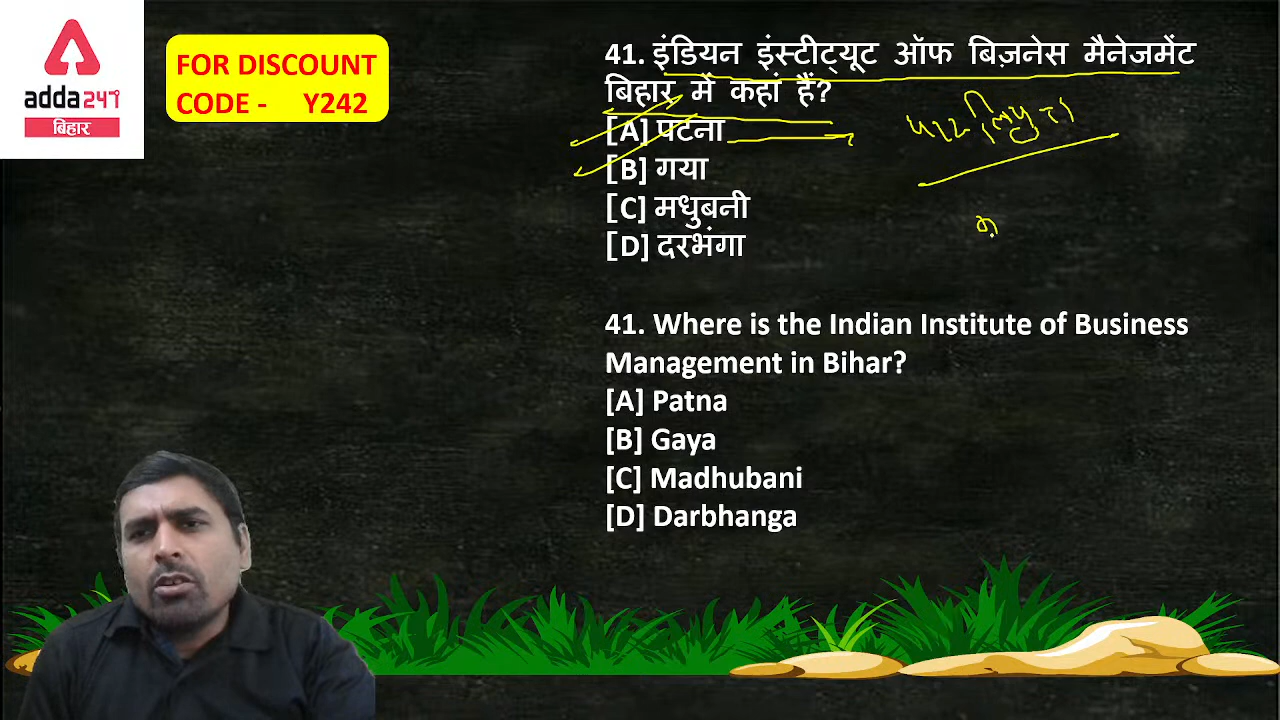 adda247
बिहार
FOR DISCOUNT
CODE - Y242
41. इंडियन इंस्टीट्यूट ऑफ बिज़नेस मैनेजमेंट
बिहार में कहां हैं?
[A] पटना
[B] गया
[C] मधुबनी
[D] दरभंगा
41. Where is the Indian Institute of Business
Management in Bihar?
[A] Patna
[B] Gaya
[C] Madhubani
[D] Darbhanga